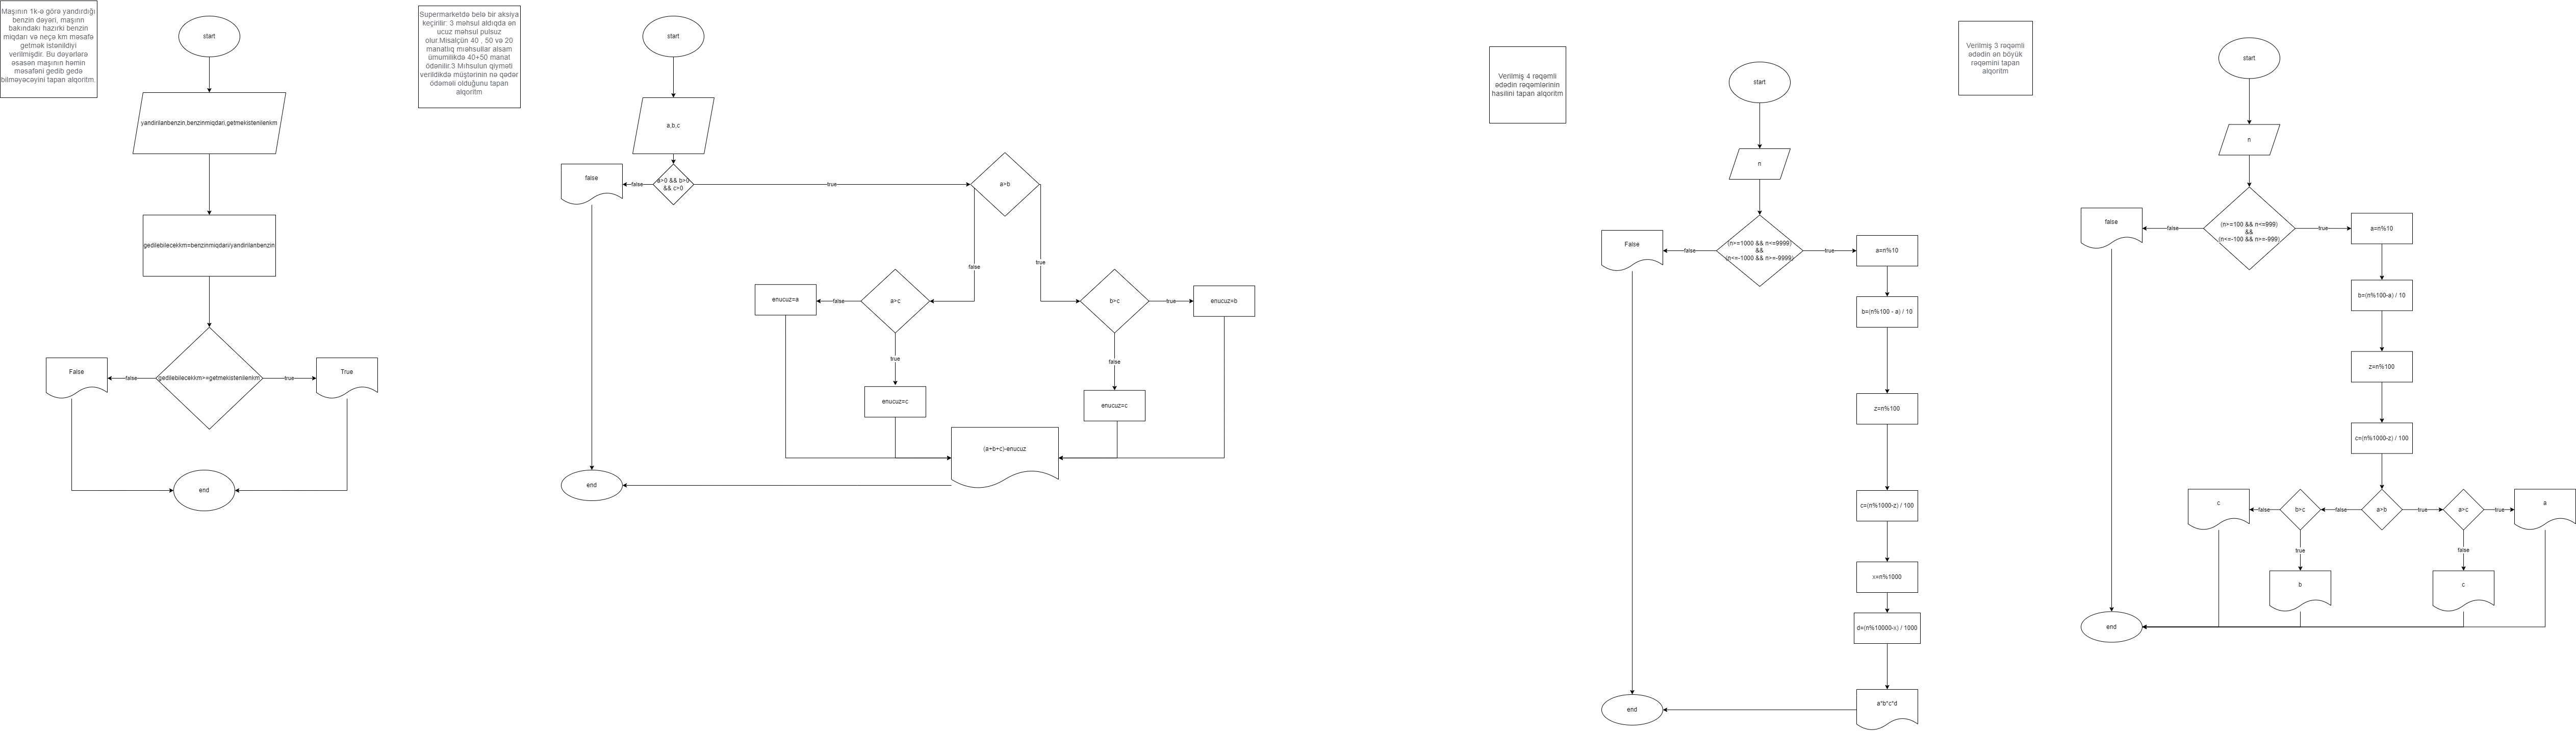 Maşının 1k-ə görə yandırdığı
benzin dəyəri, maşının
bakındakı hazırki benzin
miqdarı və neçə km məsafə
getmək istənildiyi
verilmişdir. Bu dəyərlərə
əsasən maşının həmin
məsafəni gedib gedə
bilməyəcəyini tapan alqoritm.
start
yandirilanbenzin,benzinmiqdari,getmekistenilenkm
gedilebilecekkm=benzinmiqdari/yandirilanbenzin
gedilebilecekkm>=getmekistenilenkm
false
False
true
True
end
Supermarketdə belə bir aksiya
keçirilir: 3 məhsul aldıqda ən
ucuz məhsul pulsuz
olur.Misalçün 40 , 50 və 20
manatlıq mıəhsullar alsam
ümumilikdə 40+50 manat
ödənilir.3 Mıhsulun qiyməti
verildikdə müştərinin nə qədər
ödəməli olduğunu tapan
alqoritm
start
a,b,c
a>0 && b>0
&& c>0
false
false
true
a>b
false
true
a>c
false
enucuz=a
true
enucuz=c
b>c
true
enucuz=b
false
enucuz=c
(a+b+c)-enucuz
end
Verilmiş 4 rəqəmli
ədədin rəqəmlərinin
hasilini tapan alqoritm
start
n
(n>=1000 && n<=9999)
&&
(n<=-1000 && n>=-9999)
false
False
true
a=n%10
b=(n%100 - a) / 10
z=n%100
c=(n%1000-z) / 100
x=n%1000
d=(n%10000-x) / 1000
a*b*c*d
end
Verilmiş 3 rəqəmli
ədədin ən böyük
rəqəmini tapan
alqoritm
start
n
(n>=100 && n<=999)
&&
(n<=-100 && n>=-999)
false
false
true
a=n%10
b=(n%100-a) / 10
z=n%100
c=(n%1000-z) / 100
a>b
false
b>c
false
c
true
b
true
a>c
true
a
false
c
end